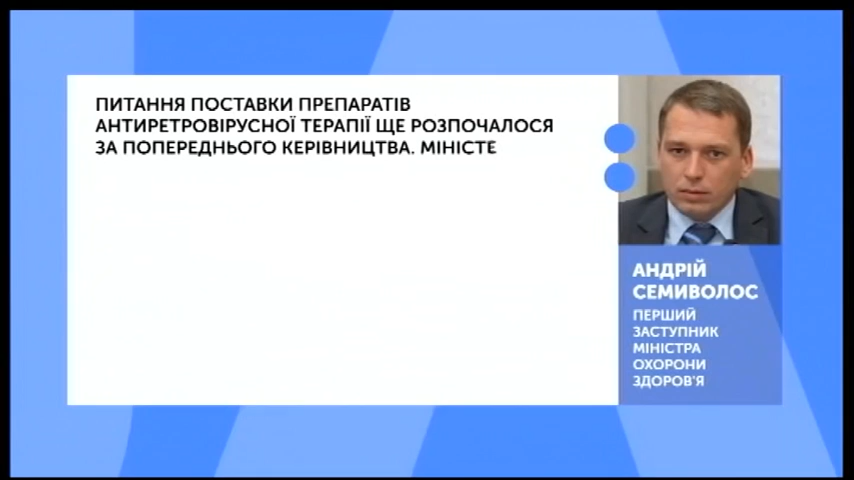 ПИТАННЯ ПОСТАВКИ ПРЕПАРАТІВ
АНТИРЕТРОВІРУСНОЇ ТЕРАПІЇ ЩЕ РОЗПОЧАЛОСЯ
ЗА ПОПЕРЕДНЬОГО КЕРІВНИЦТВА. МІНІСТЕ
АНДРІЙ
СЕМИВОЛОС
ПЕРШИЙ
ЗАСТУПНИК
МІНІСТРА
ОХОРОНИ
ЗДОРОВ'Я